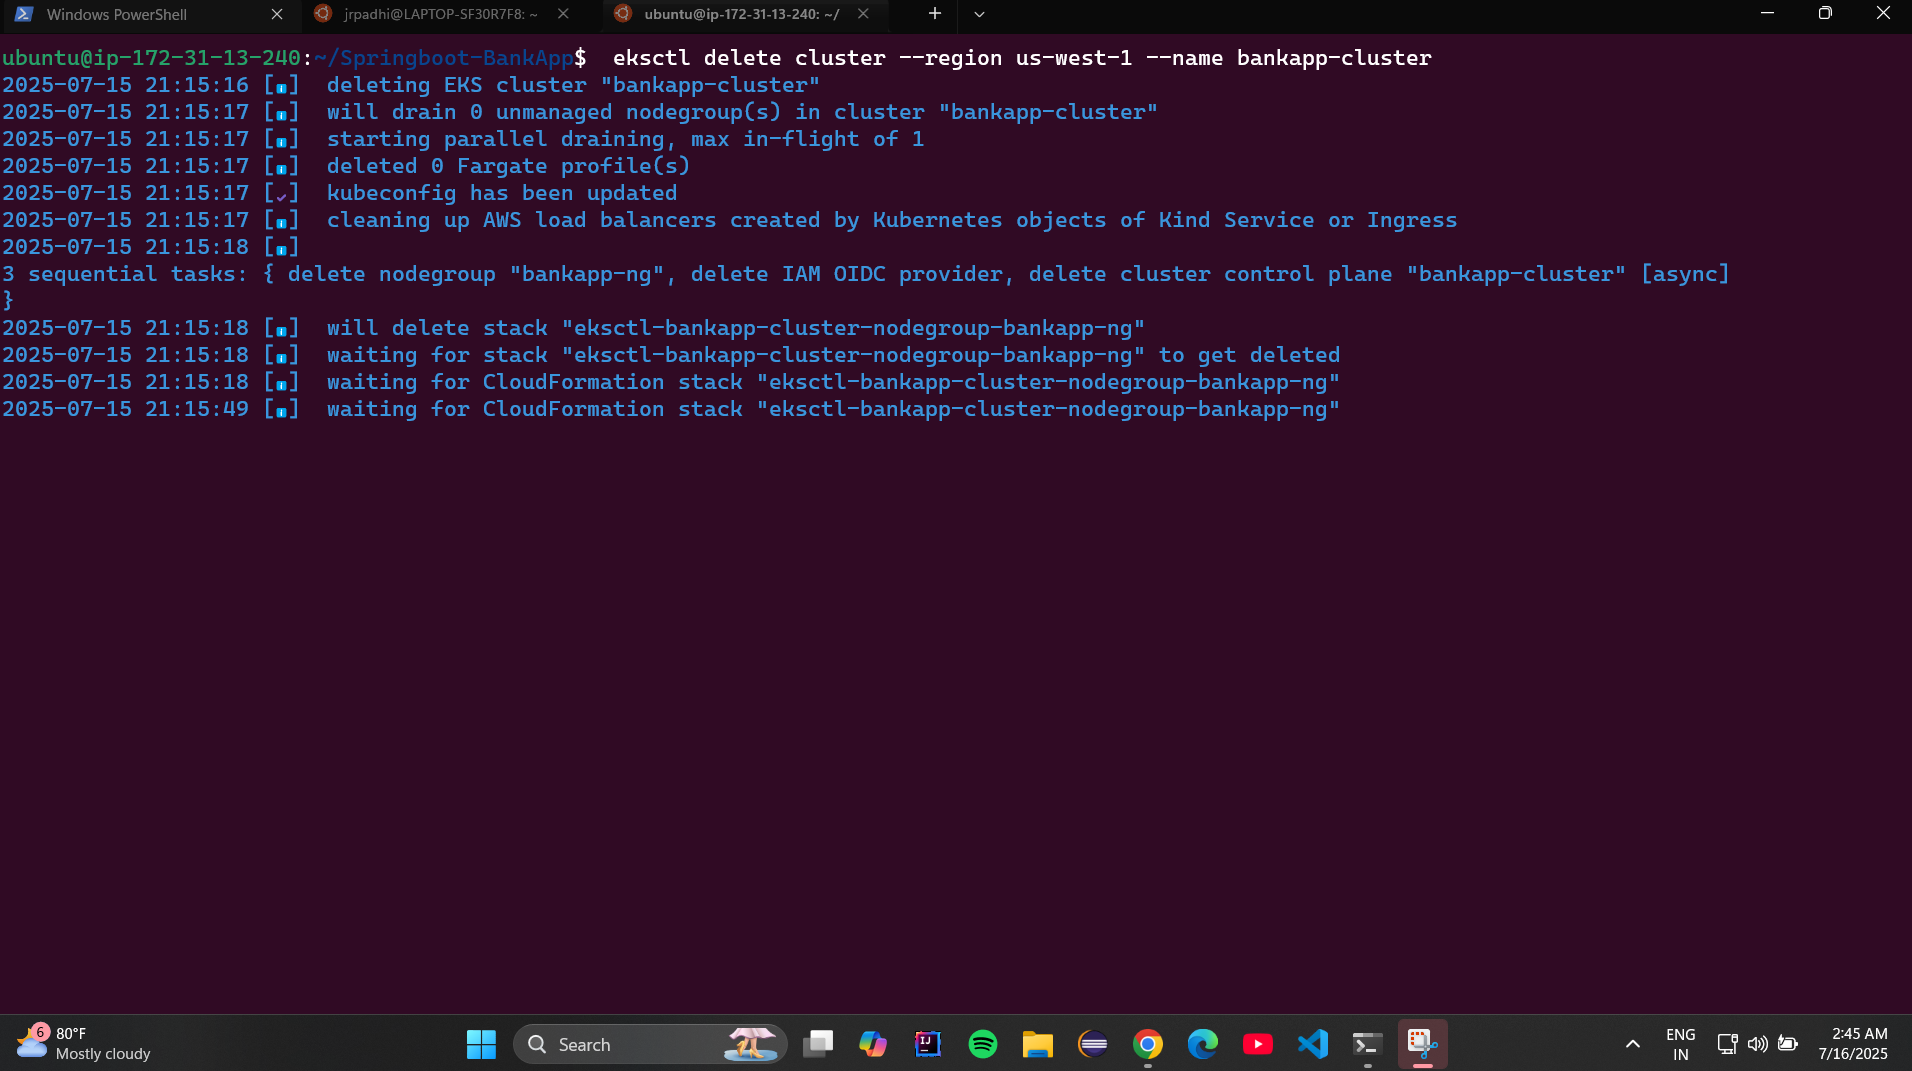 Windows PowerShell
jrpadhi@LAPTOP-SF30R7F8: ~
ubuntu@ip-172-31-13-240: ~/
ubuntu@ip-172-31-13-240:~/Springboot-BankApp$  eksctl delete cluster --region us-west-1 --name bankapp-cluster
2025-07-15 21:15:16 [i]  deleting EKS cluster "bankapp-cluster"
2025-07-15 21:15:17 [i]  will drain 0 unmanaged nodegroup(s) in cluster "bankapp-cluster"
2025-07-15 21:15:17 [i]  starting parallel draining, max in-flight of 1
2025-07-15 21:15:17 [i]  deleted 0 Fargate profile(s)
2025-07-15 21:15:17 [✓]  kubeconfig has been updated
2025-07-15 21:15:17 [i]  cleaning up AWS load balancers created by Kubernetes objects of Kind Service or Ingress
2025-07-15 21:15:18 [i]
3 sequential tasks: { delete nodegroup "bankapp-ng", delete IAM OIDC provider, delete cluster control plane "bankapp-cluster" [async]
}
2025-07-15 21:15:18 [i]  will delete stack "eksctl-bankapp-cluster-nodegroup-bankapp-ng"
2025-07-15 21:15:18 [i]  waiting for stack "eksctl-bankapp-cluster-nodegroup-bankapp-ng" to get deleted
2025-07-15 21:15:18 [i]  waiting for CloudFormation stack "eksctl-bankapp-cluster-nodegroup-bankapp-ng"
2025-07-15 21:15:49 [i]  waiting for CloudFormation stack "eksctl-bankapp-cluster-nodegroup-bankapp-ng"
6
80°F
Mostly cloudy
Search
IJ
ENG
IN
2:45 AM
7/16/2025